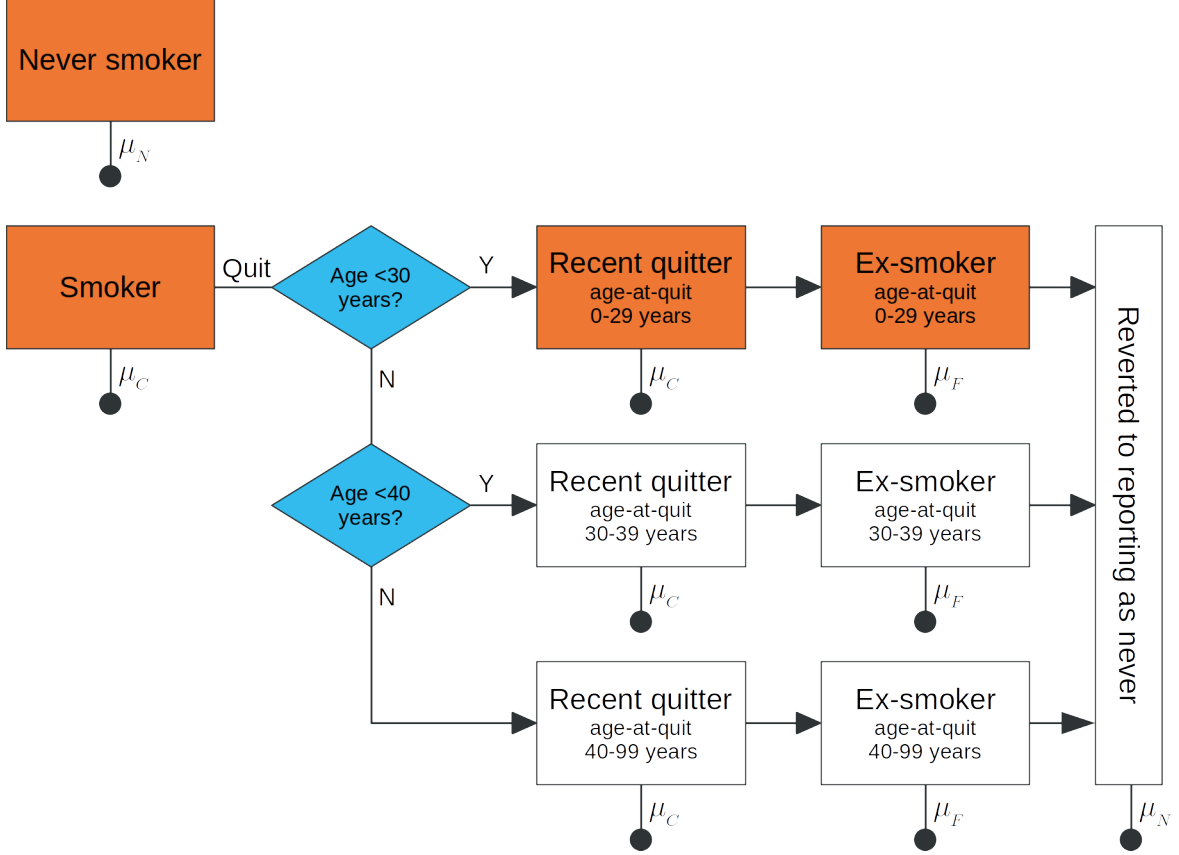 Never smoker
μN
Smoker
Quit
Age <30
years?
Y
Recent quitter
age-at-quit
0-29 years
Ex-smoker
age-at-quit
0-29 years
μC
N
μC
μF
Age <40
years?
Y
Recent quitter
age-at-quit
30-39 years
Ex-smoker
age-at-quit
30-39 years
Reverted to reporting as never
N
μC
μF
Recent quitter
age-at-quit
40-99 years
Ex-smoker
age-at-quit
40-99 years
μC
μF
μN